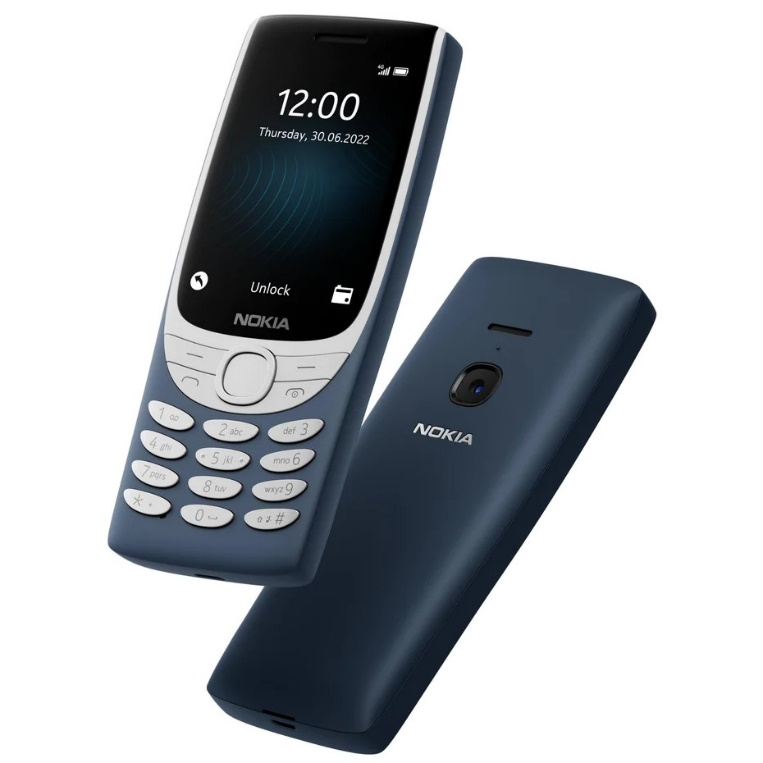 4G
12:00
Thursday, 30.06.2022
Unlock
NOKIA
1 2 abc def 3
4 ghi 5 jkl mno 6
7 pqrs 8 tuv wxyz 9
* + 0 #
NOKIA